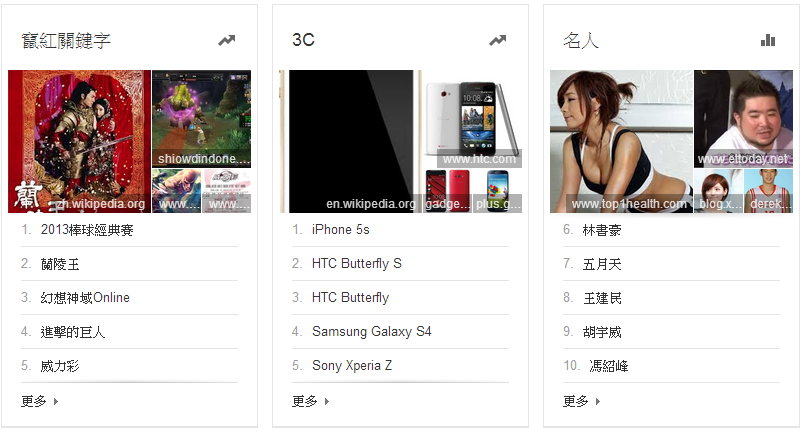 竄紅關鍵字
shiowdindone....
蘭陵王
zh.wikipedia.org
www....
www....
1. 2013棒球經典賽
2. 蘭陵王
3. 幻想神域Online
4. 進擊的巨人
5. 威力彩
更多
3C
www.htc.com
en.wikipedia.org
gadge...
plus.g...
1. iPhone 5s
2. HTC Butterfly S
3. HTC Butterfly
4. Samsung Galaxy S4
5. Sony Xperia Z
更多
名人
www.ettoday.net
www.top1health.com
blog.x...
derek...
6. 林書豪
7. 五月天
8. 王建民
9. 胡宇威
10. 馮紹峰
更多